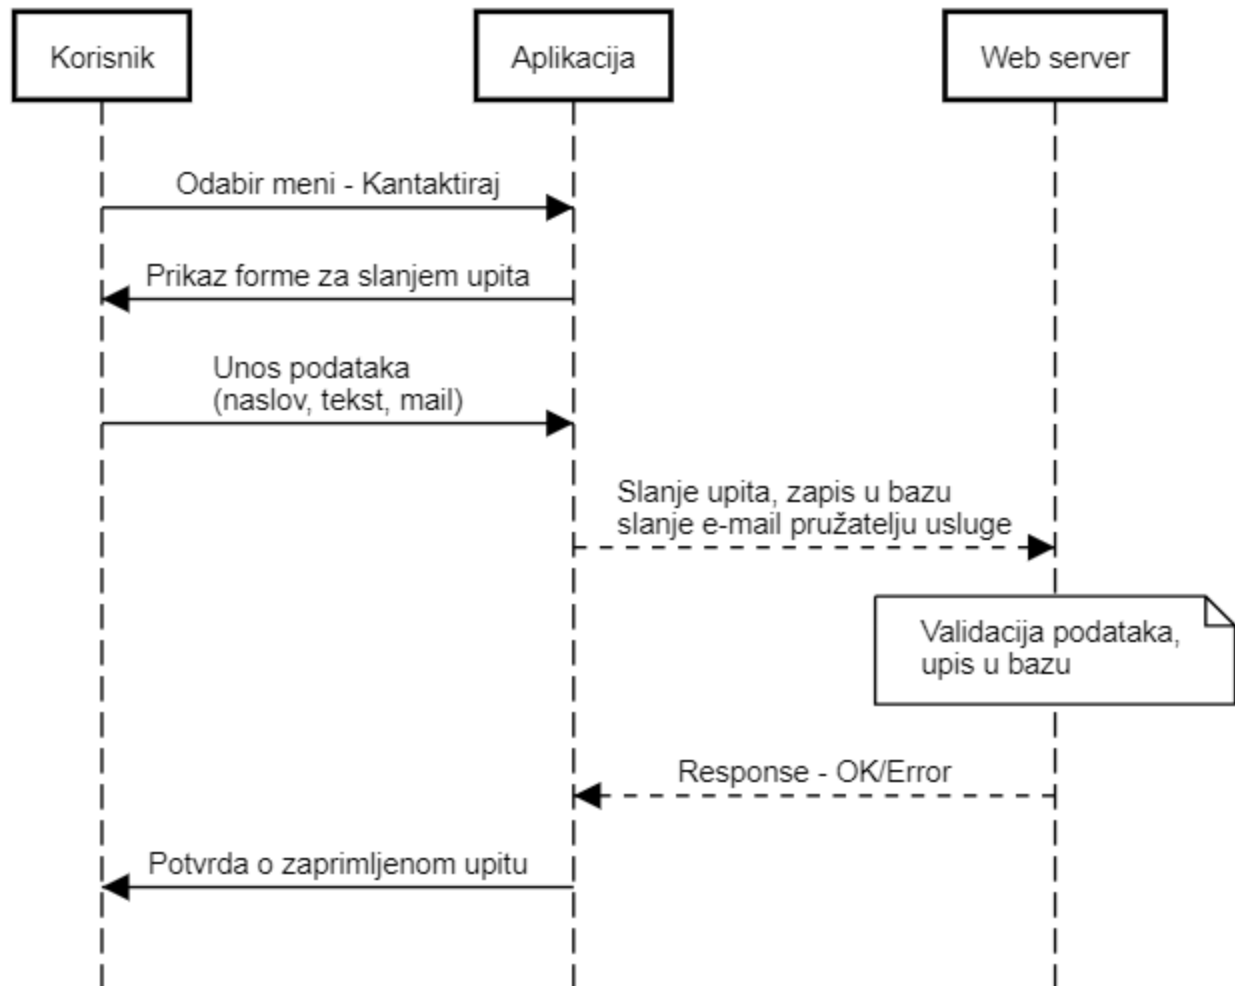 Korisnik
Aplikacija
Web server
Odabir meni - Kantaktiraj
Prikaz forme za slanjem upita
Unos podataka
(naslov, tekst, mail)
Slanje upita, zapis u bazu
slanje e-mail pružatelju usluge
Validacija podataka,
upis u bazu
Response - OK/Error
Potvrda o zaprimljenom upitu